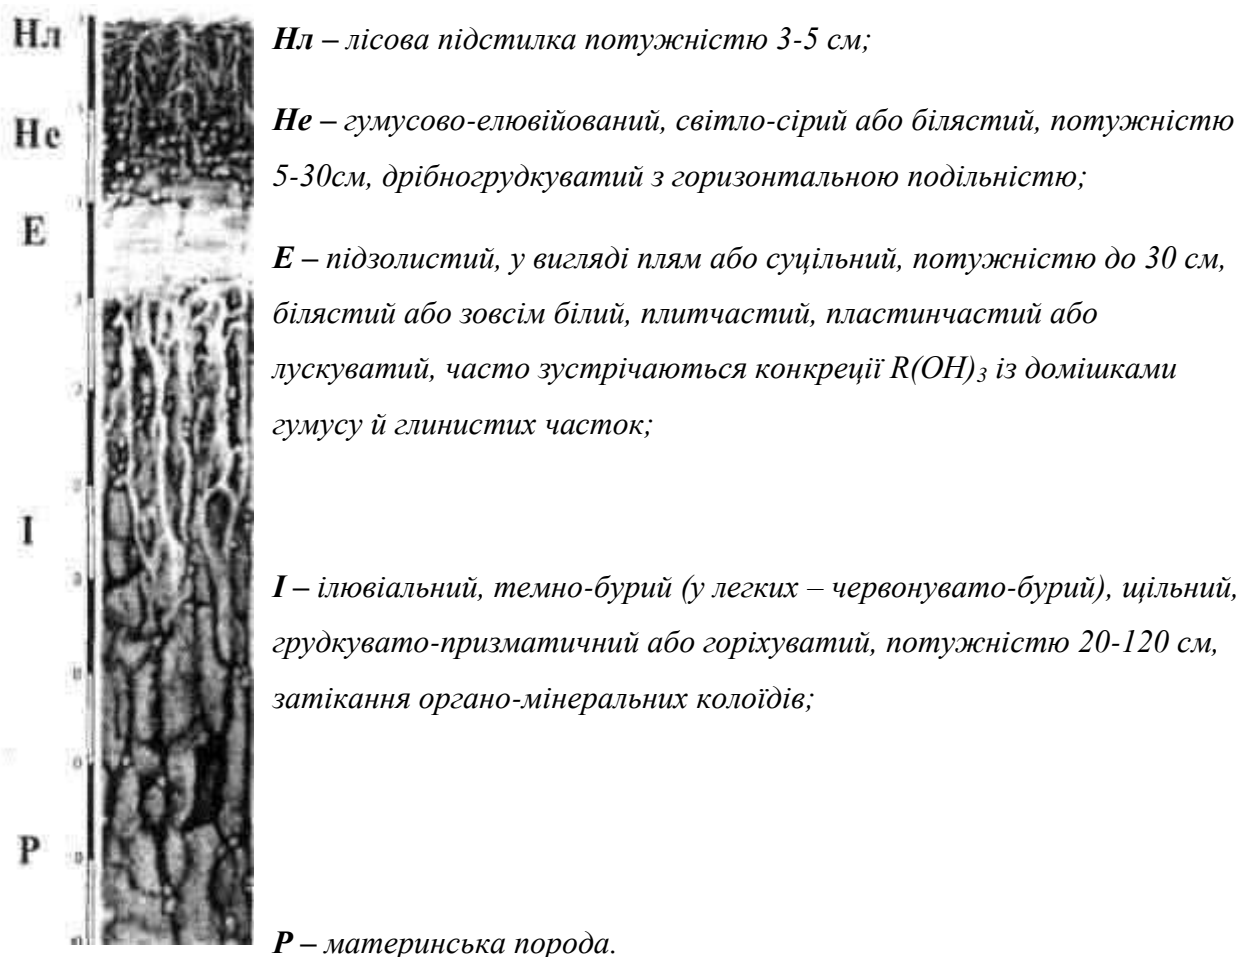 Нл
Нл – лісова підстилка потужністю 3-5 см;
Не
Не – гумусово-елювійований, світло-сірий або білястий, потужністю
5-30см, дрібногрудкуватий з горизонтальною подільністю;
Е
Е – підзолистий, у вигляді плям або суцільний, потужністю до 30 см,
білястий або зовсім білий, плитчастий, пластинчастий або
лускуватий, часто зустрічаються конкреції R(OH)₃ із домішками
гумусу й глинистих часток;
І
І – ілювіальний, темно-бурий (у легких – червонувато-бурий), щільний,
грудкувато-призматичний або горіхуватий, потужністю 20-120 см,
затікання органо-мінеральних колоїдів;
Р
Р – материнська порода.